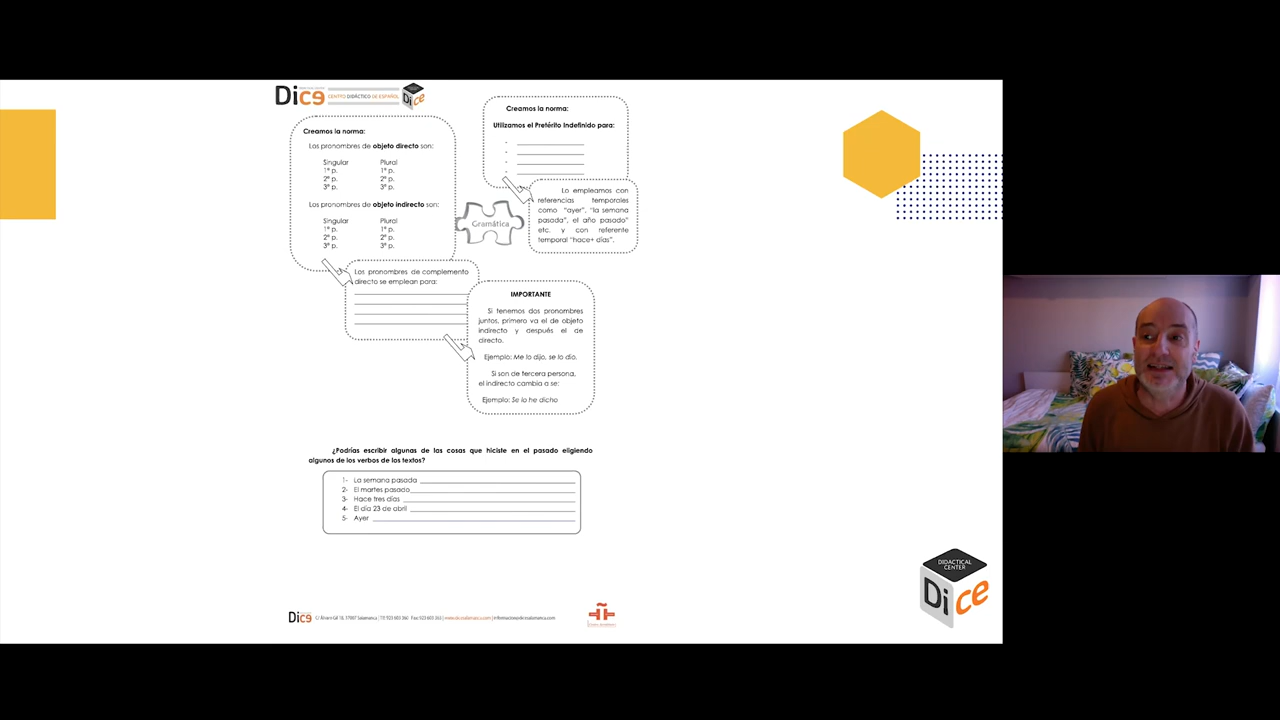 Dice CENTRO DIDÁCTICO DE ESPAÑOL Dice
Creamos la norma:
Los pronombres de objeto directo son:
Singular Plural
1ª p. 1ª p.
2ª p. 2ª p.
3ª p. 3ª p.
Los pronombres de objeto indirecto son:
Singular Plural
1ª p. 1ª p.
2ª p. 2ª p.
3ª p. 3ª p.
Los pronombres de complemento
directo se emplean para:
Gramática
Creamos la norma:
Utilizamos el Pretérito Indefinido para:
-
-
-
-
Lo empleamos con
referencias temporales
como "ayer", "la semana
pasada", el año pasado"
etc. y con referente
temporal "hace+ días".
IMPORTANTE
Si tenemos dos pronombres
juntos, primero va el de objeto
indirecto y después el de
directo.
Ejemplo: Me lo dijo, se lo dio.
Si son de tercera persona,
el indirecto cambia a se:
Ejemplo: Se lo he dicho
¿Podrías escribir algunas de las cosas que hiciste en el pasado eligiendo
algunos de los verbos de los textos?
1- La semana pasada
2- El martes pasado
3- Hace tres días
4- El día 23 de abril
5- Ayer
Dice
DIDACTICAL
CENTER
Dice